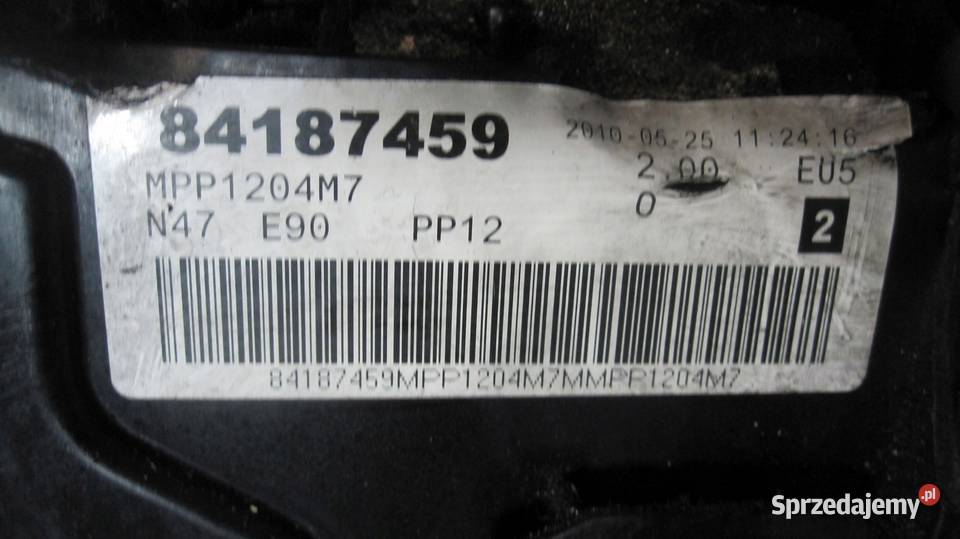 84187459 2010-05-25 11:24:16
MPP1204M7 2.00 EU5
N47 E90 PP12 0 2
84187459MPP1204M7MMPP1204M7
Sprzedajemy.pl